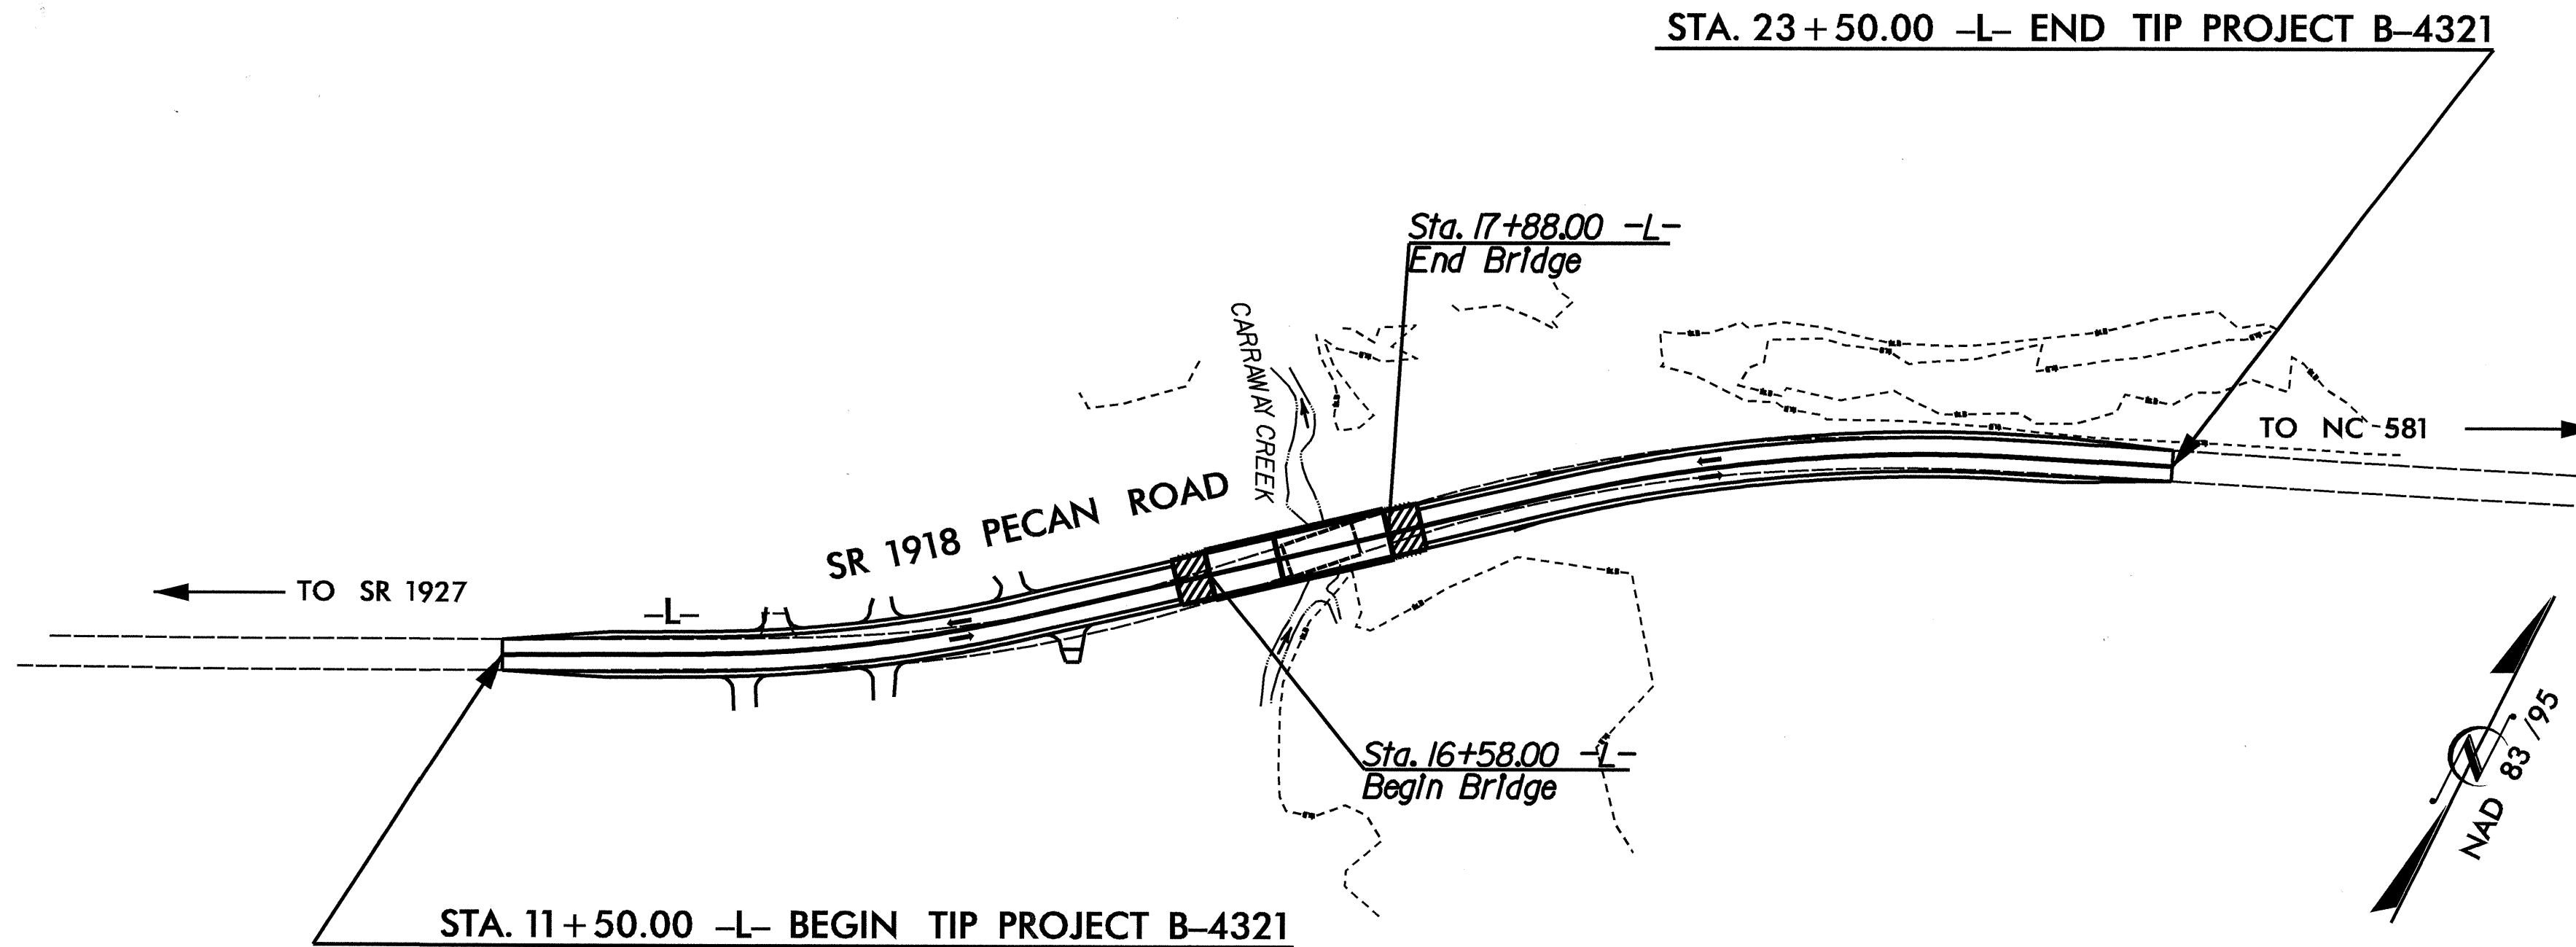 STA. 23+50.00 -L- END TIP PROJECT B-4321
Sta. 17+88.00 -L-
End Bridge
CARRAWAY CREEK
TO NC 581
SR 1918 PECAN ROAD
TO SR 1927
-L-
Sta. 16+58.00 -L-
Begin Bridge
N
NAD 83 /95
STA. 11+50.00 -L- BEGIN TIP PROJECT B-4321